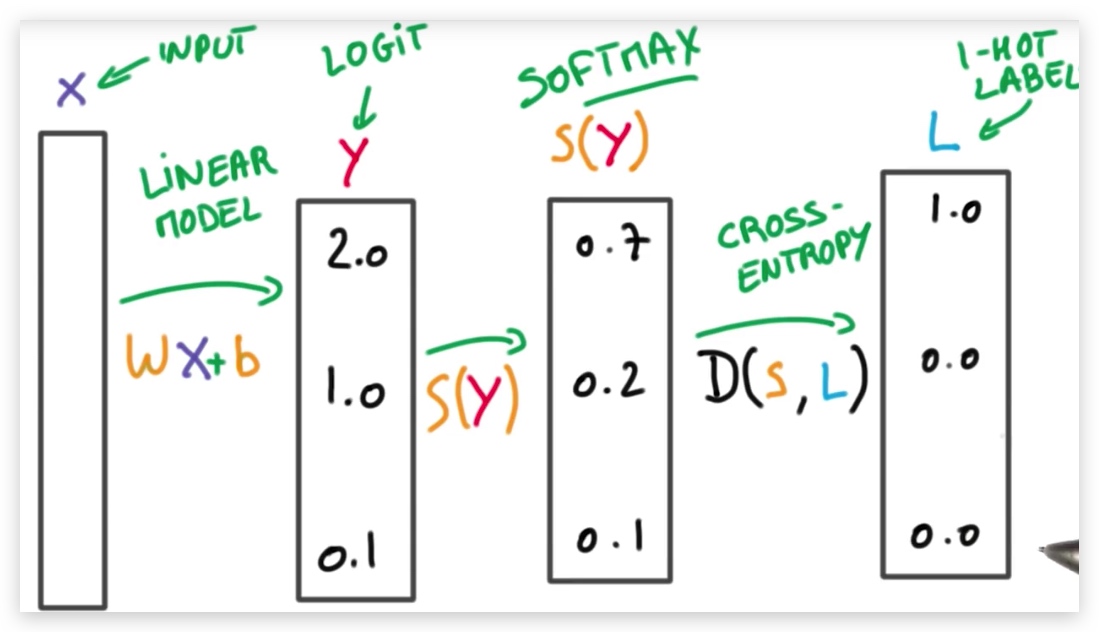 X
INPUT
LINEAR
MODEL
WX+b
LOGIT
Y
2.0
1.0
0.1
S(Y)
SOFTMAX
S(Y)
0.7
0.2
0.1
CROSS-
ENTROPY
D(S,L)
1-HOT
LABEL
L
1.0
0.0
0.0